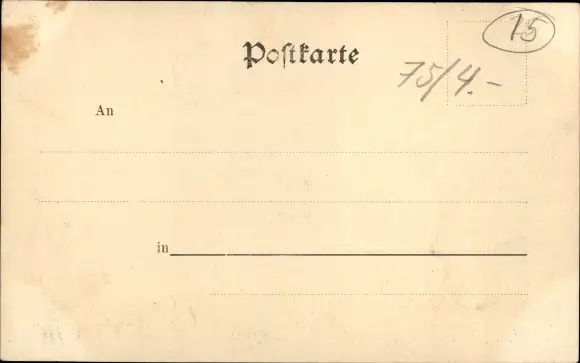 15
Postkarte
75/4.-
An
in